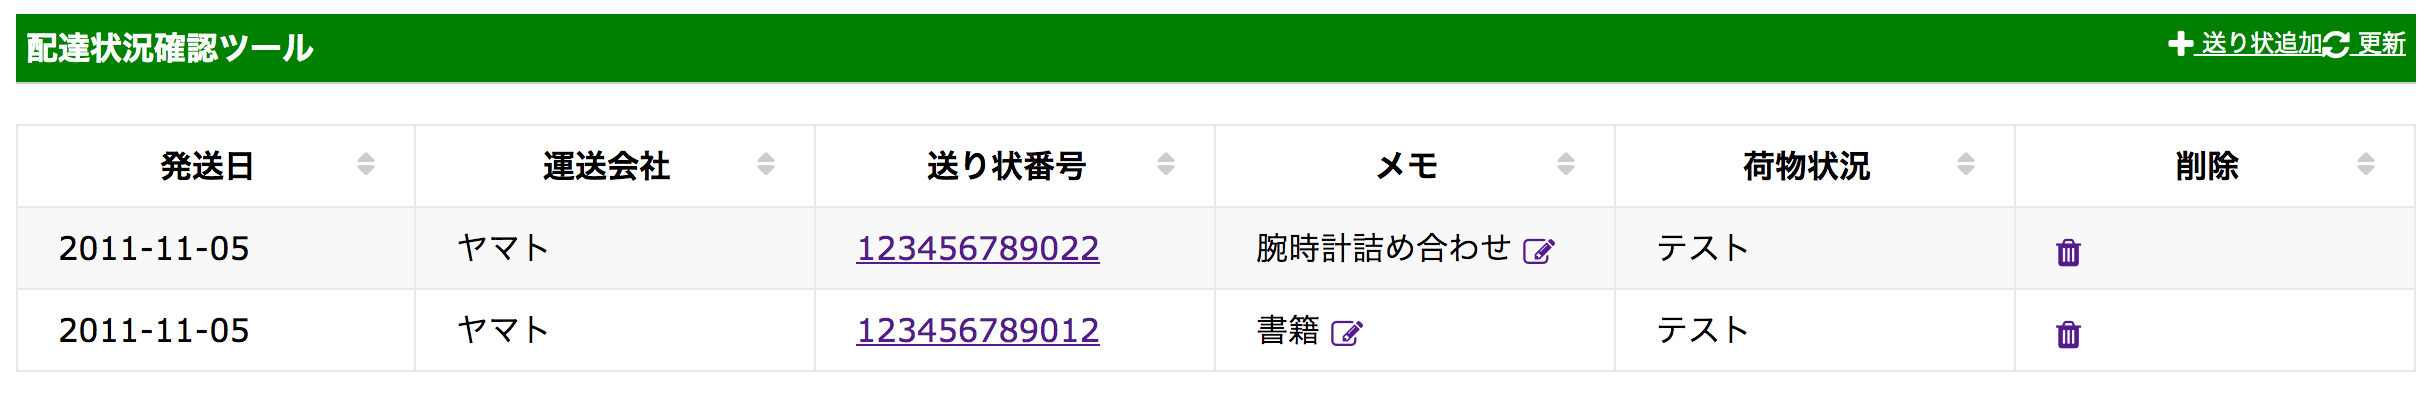 配達状況確認ツール 送り状追加 更新
発送日 運送会社 送り状番号 メモ 荷物状況 削除
2011-11-05 ヤマト 123456789022 腕時計詰め合わせ テスト
2011-11-05 ヤマト 123456789012 書籍 テスト